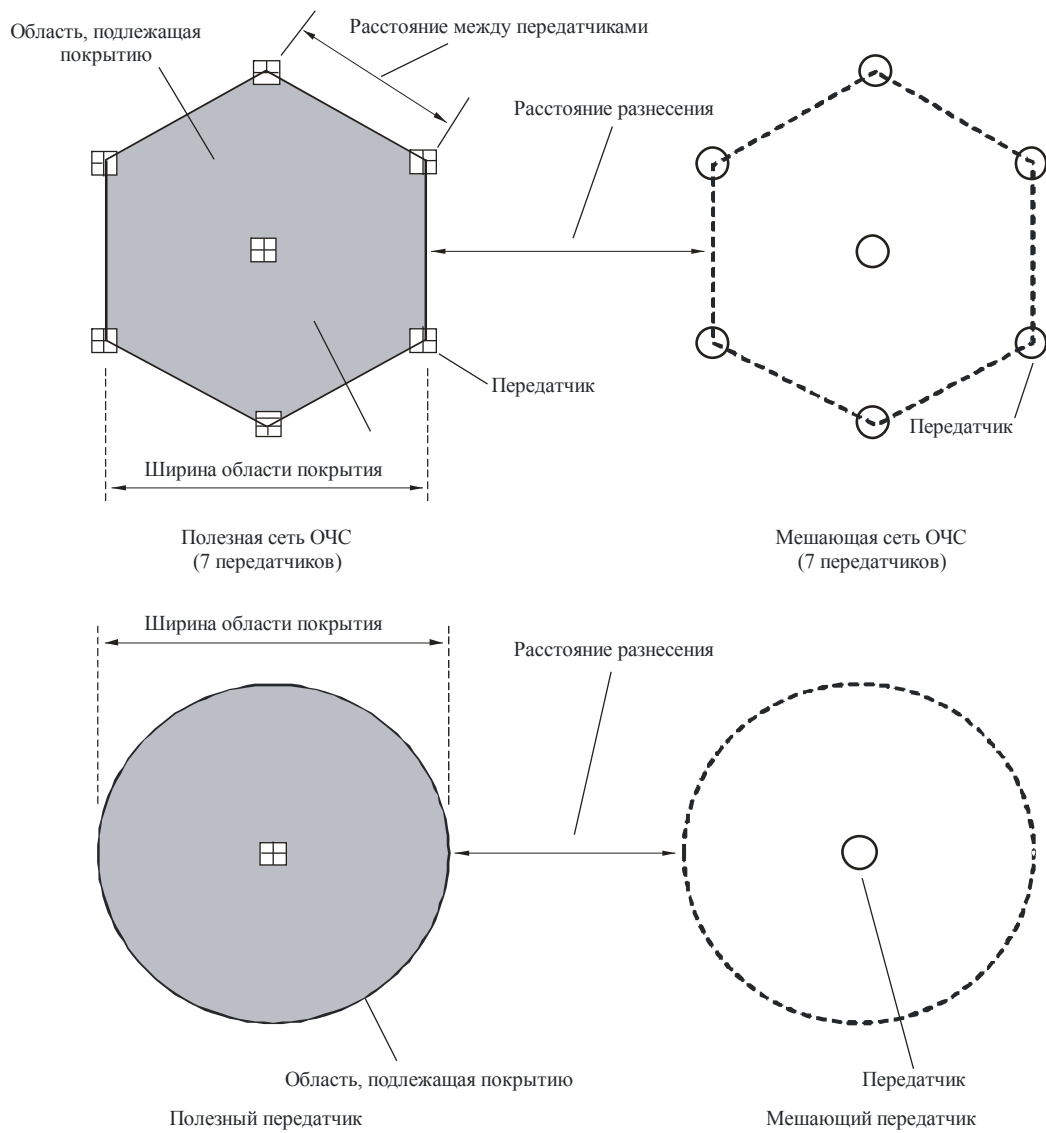 Область, подлежащая
покрытию
Расстояние между передатчиками
Расстояние разнесения
Передатчик
Передатчик
Ширина области покрытия
Полезная сеть ОЧС
(7 передатчиков)
Мешающая сеть ОЧС
(7 передатчиков)
Ширина области покрытия
Расстояние разнесения
Область, подлежащая покрытию
Передатчик
Полезный передатчик
Мешающий передатчик